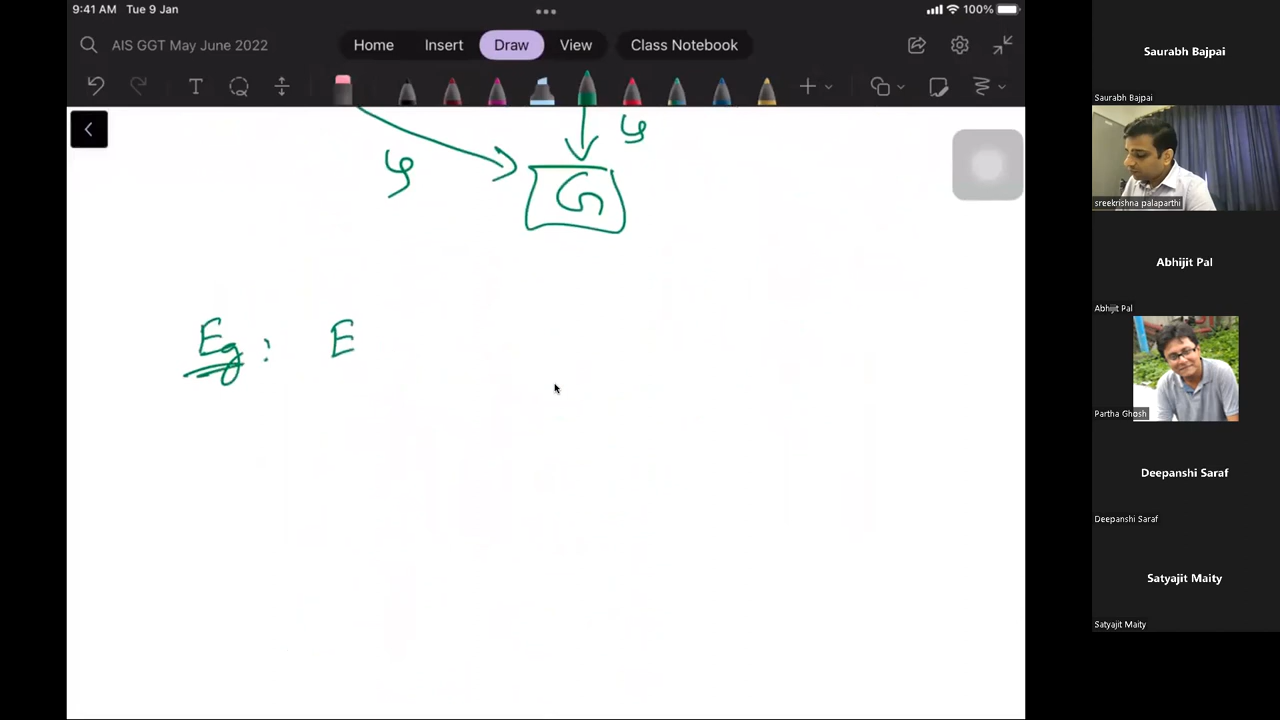 9:41 AM Tue 9 Jan
100%
AIS GGT May June 2022
Home Insert Draw View Class Notebook
T
φ
φ
G
Eg : E
Saurabh Bajpai
Saurabh Bajpai
sreekrishna palaparthi
Abhijit Pal
Abhijit Pal
Partha Ghosh
Deepanshi Saraf
Deepanshi Saraf
Satyajit Maity
Satyajit Maity